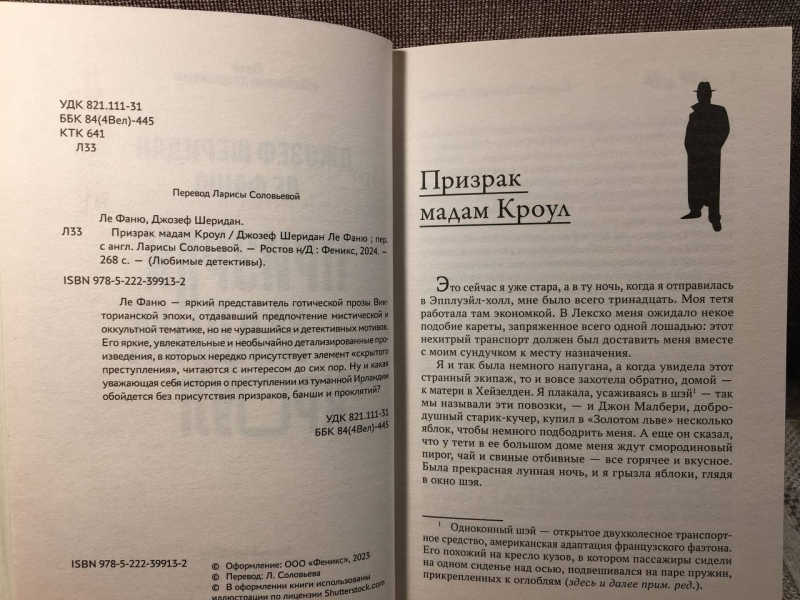 УДК 821.111-31
ББК 84(4Вел)-445
КТК 641
Л33
Перевод Ларисы Соловьевой
Ле Фаню, Джозеф Шеридан.
Л33 Призрак мадам Кроул / Джозеф Шеридан Ле Фаню ; пер.
с англ. Ларисы Соловьевой. — Ростов н/Д : Феникс, 2024. –
268 с. — (Любимые детективы).
ISBN 978-5-222-39913-2
Ле Фаню — яркий представитель готической прозы Вик-
торианской эпохи, отдававший предпочтение мистической и
оккультной тематике, но не чуравшийся и детективных мотивов.
Его яркие, увлекательные и необычайно детализированные про-
изведения, в которых нередко присутствует элемент «скрытого
преступления», читаются с интересом до сих пор. Ну и какая
уважающая себя история о преступлении из туманной Ирландии
обойдется без присутствия призраков, банши и проклятий?
УДК 821.111-31
ББК 84(4Вел)-445
ISBN 978-5-222-39913-2
© Оформление: ООО «Феникс», 2023
© Перевод: Л. Соловьева
© В оформлении книги использованы
иллюстрации по лицензии Shutterstock.com
Призрак
мадам Кроул
Это сейчас я уже стара, а в ту ночь, когда я отправилась
в Эпплуэйл-холл, мне было всего тринадцать. Моя тетя
работала там экономкой. В Лексхо меня ожидало некое
подобие кареты, запряженное всего одной лошадью: этот
нехитрый транспорт должен был доставить меня вместе
с моим сундучком к месту назначения.
Я и так была немного напугана, а когда увидела этот
странный экипаж, то и вовсе захотела обратно, домой —
к матери в Хейзелден. Я плакала, усаживаясь в шэй¹ — так
мы называли эти повозки, — и Джон Малбери, добро-
душный старик-кучер, купил в «Золотом льве» несколько
яблок, чтобы немного подбодрить меня. А еще он сказал,
что у тети в ее большом доме меня ждут смородиновый
пирог, чай и свиные отбивные — все горячее и вкусное.
Была прекрасная лунная ночь, и я грызла яблоки, глядя
в окно шэя.
¹ Одноконный шэй — открытое двухколесное транспорт-
ное средство, американская адаптация французского фаэтона.
Его похожий на кресло кузов, в котором пассажиры сидели
на одном сиденье над осью, подвешивался на паре пружин,
прикрепленных к оглоблям (здесь и далее прим. ред.).